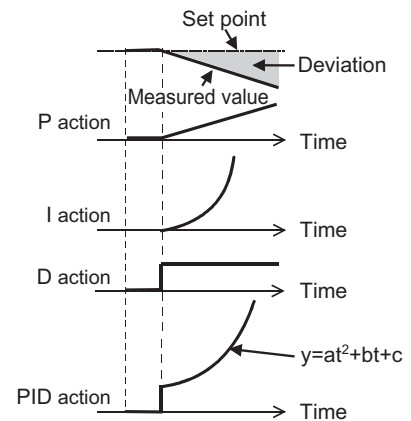 Set point
Deviation
Measured value
P action
Time
I action
Time
D action
Time
y=at²+bt+c
PID action
Time